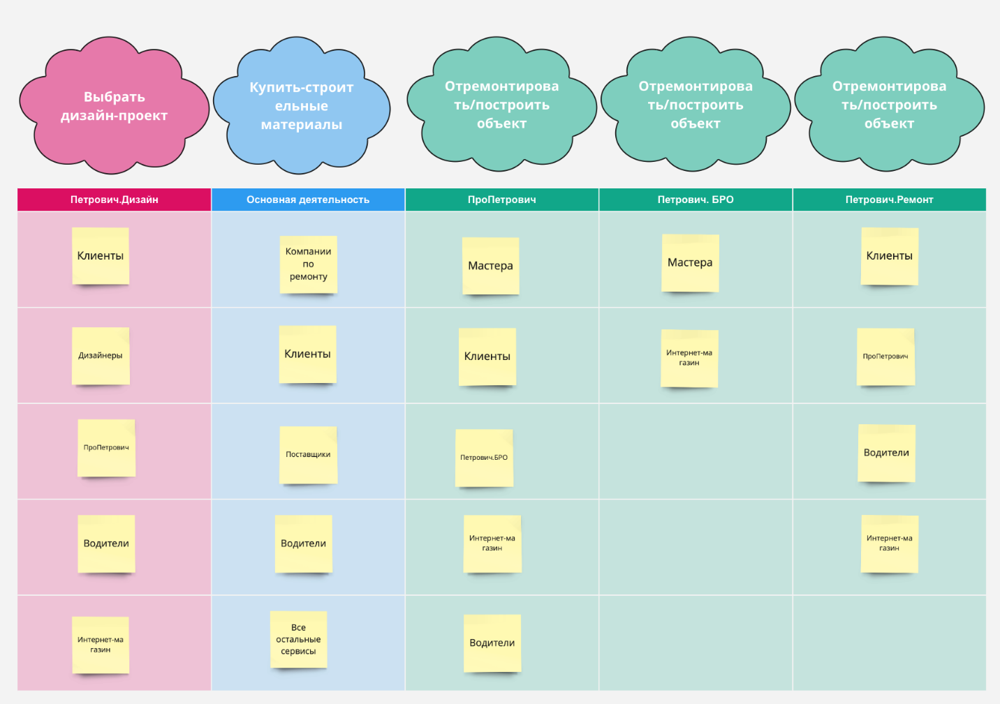 Выбрать
дизайн-проект
Купить-строит
ельные
материалы
Отремонтирова
ть/построить
объект
Отремонтирова
ть/построить
объект
Отремонтирова
ть/построить
объект
Петрович.Дизайн
Основная деятельность
ПроПетрович
Петрович. БРО
Петрович.Ремонт
Клиенты
Компании
по
ремонту
Мастера
Мастера
Клиенты
Дизайнеры
Клиенты
Клиенты
Интернет-ма
газин
ПроПетрович
ПроПетрович
Поставщики
Петрович.БРО
Водители
Водители
Водители
Интернет-ма
газин
Интернет-ма
газин
Интернет-ма
газин
Все
остальные
сервисы
Водители